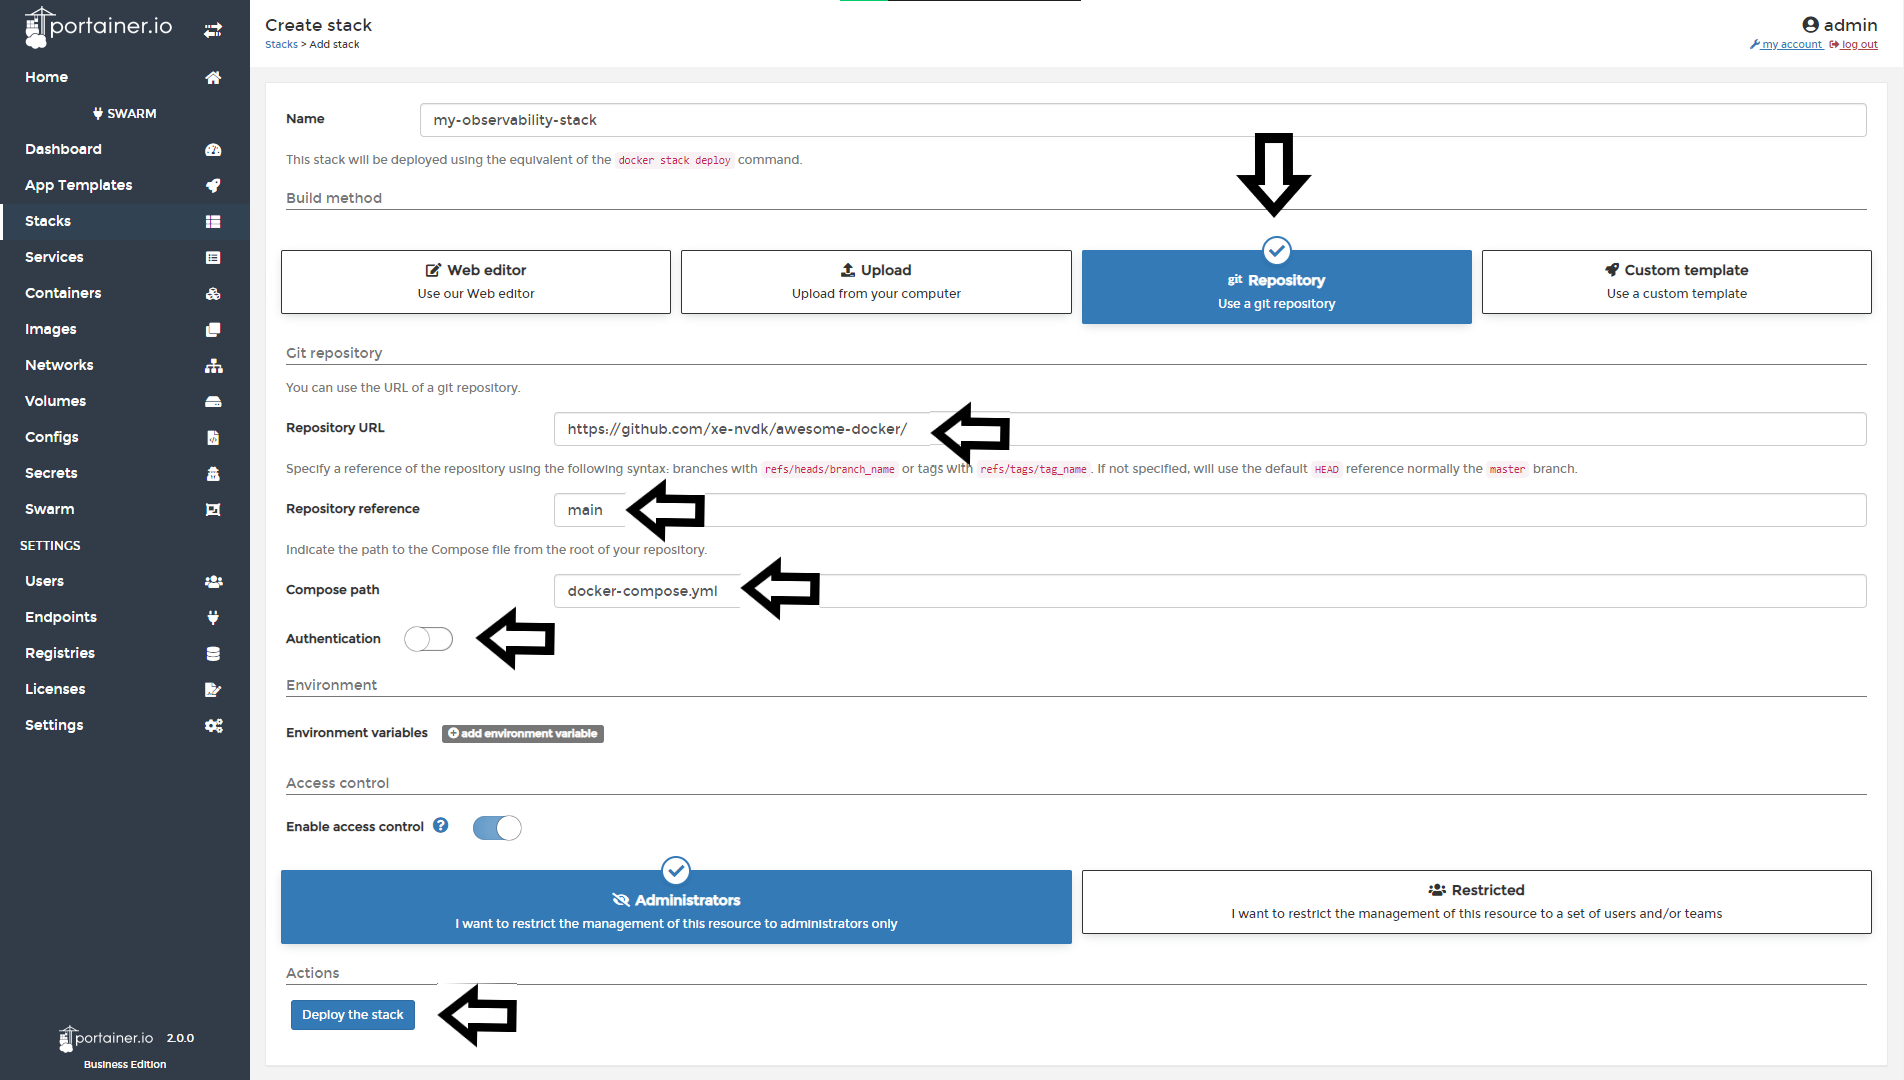 portainer.io
Home
SWARM
Dashboard
App Templates
Stacks
Services
Containers
Images
Networks
Volumes
Configs
Secrets
Swarm
SETTINGS
Users
Endpoints
Registries
Licenses
Settings
portainer.io 2.0.0
Business Edition
Create stack
Stacks > Add stack
admin
my account log out
Name my-observability-stack
This stack will be deployed using the equivalent of the docker stack deploy command.
Build method
Web editor
Use our Web editor
Upload
Upload from your computer
git Repository
Use a git repository
Custom template
Use a custom template
Git repository
You can use the URL of a git repository.
Repository URL https://github.com/xe-nvdk/awesome-docker/
Specify a reference of the repository using the following syntax: branches with refs/heads/branch_name or tags with refs/tags/tag_name . If not specified, will use the default HEAD reference normally the master branch.
Repository reference main
Indicate the path to the Compose file from the root of your repository.
Compose path docker-compose.yml
Authentication
Environment
Environment variables add environment variable
Access control
Enable access control ?
Administrators
I want to restrict the management of this resource to administrators only
Restricted
I want to restrict the management of this resource to a set of users and/or teams
Actions
Deploy the stack